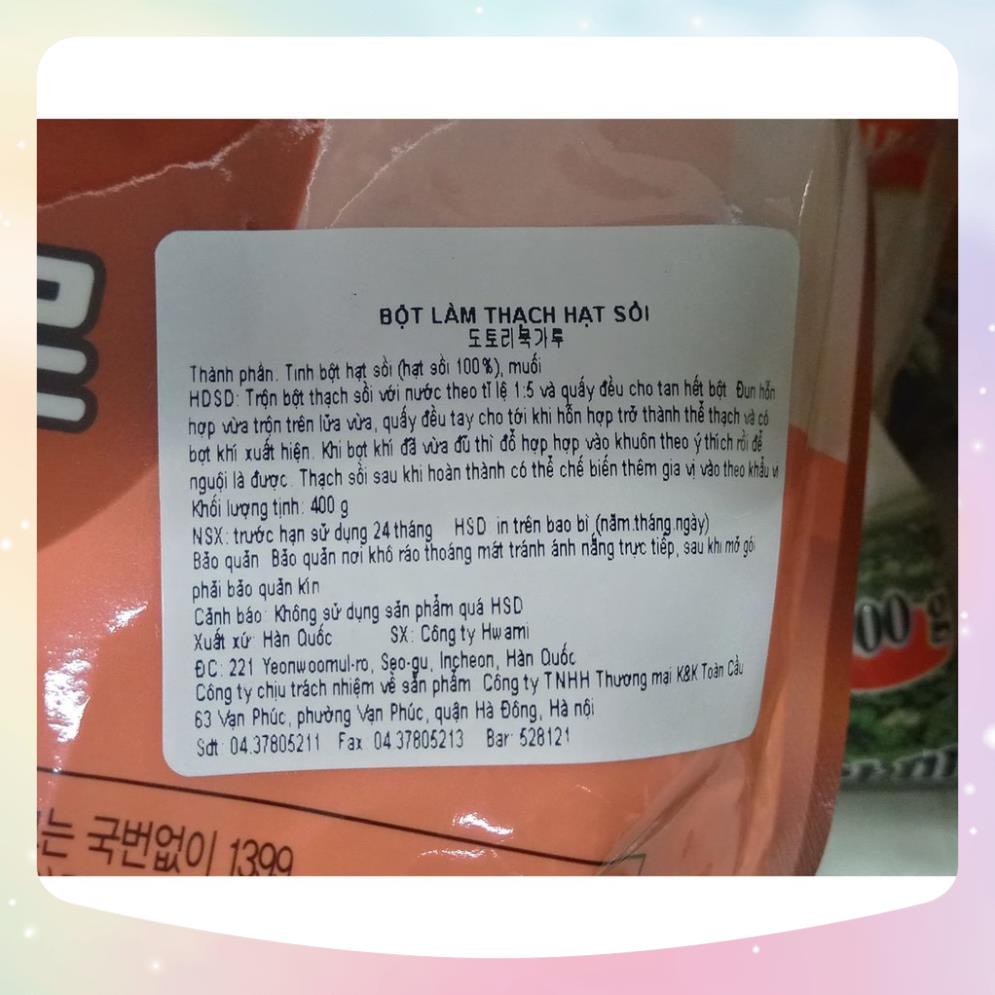 BỘT LÀM THẠCH HẠT SỒI
도토리묵가루
Thành phần. Tinh bột hạt sồi (hạt sồi 100%), muối
HDSD: Trộn bột thạch sồi với nước theo tỉ lệ 1:5 và quấy đều cho tan hết bột Đun hỗn
hợp vừa trộn trên lửa vừa, quấy đều tay cho tới khi hỗn hợp trở thành thể thạch và có
bọt khí xuất hiện. Khi bọt khí đã vừa đủ thì đổ hợp hợp vào khuôn theo ý thích rồi để
nguội là được. Thạch sồi sau khi hoàn thành có thể chế biến thêm gia vị vào theo khẩu vị
Khối lượng tịnh: 400 g
NSX: trước hạn sử dụng 24 tháng HSD in trên bao bì (năm.tháng.ngày)
Bảo quản Bảo quản nơi khô ráo thoáng mát tránh ánh nắng trực tiếp, sau khi mở gói
phải bảo quản kín
Cảnh báo: Không sử dụng sản phẩm quá HSD
Xuất xứ: Hàn Quốc SX: Công ty Hwami
ĐC: 221 Yeonwoomul-ro, Seo-gu, Incheon, Hàn Quốc
Công ty chịu trách nhiệm về sản phẩm Công ty TNHH Thương mại K&K Toàn Cầu
63 Vạn Phúc, phường Vạn Phúc, quận Hà Đông, Hà nội
Sdt: 04.37805211 Fax 04.37805213 Bar: 528121
는 국번없이 1399
00 g